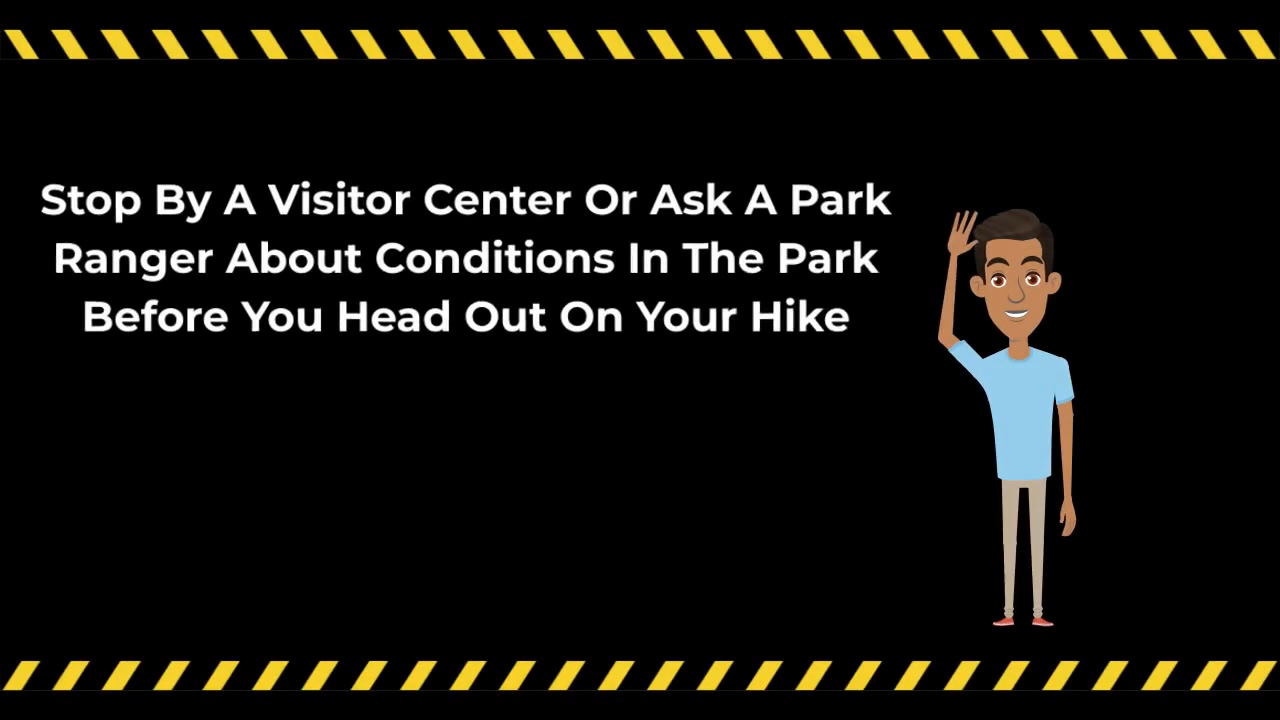 Stop By A Visitor Center Or Ask A Park
Ranger About Conditions In The Park
Before You Head Out On Your Hike